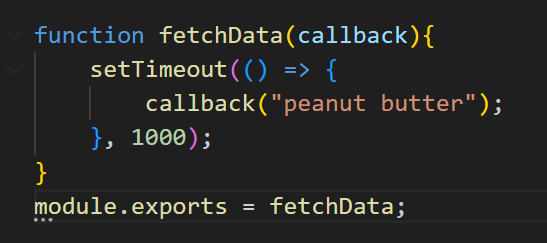 function fetchData(callback){
    setTimeout(() => {
        callback("peanut butter");
    }, 1000);
}
module.exports = fetchData;